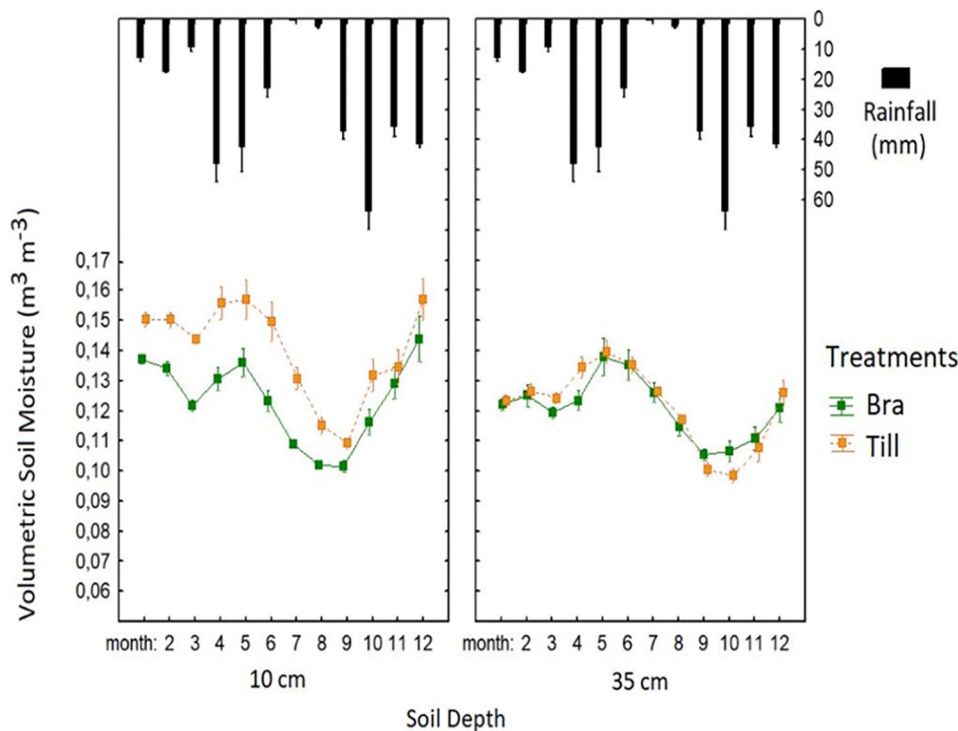 0
10
20
30
40
50
60
Rainfall
(mm)
Volumetric Soil Moisture (m³ m⁻³)
0,17
0,16
0,15
0,14
0,13
0,12
0,11
0,10
0,09
0,08
0,07
0,06
Treatments
Bra
Till
month: 2 3 4 5 6 7 8 9 10 11 12
month: 2 3 4 5 6 7 8 9 10 11 12
10 cm
35 cm
Soil Depth